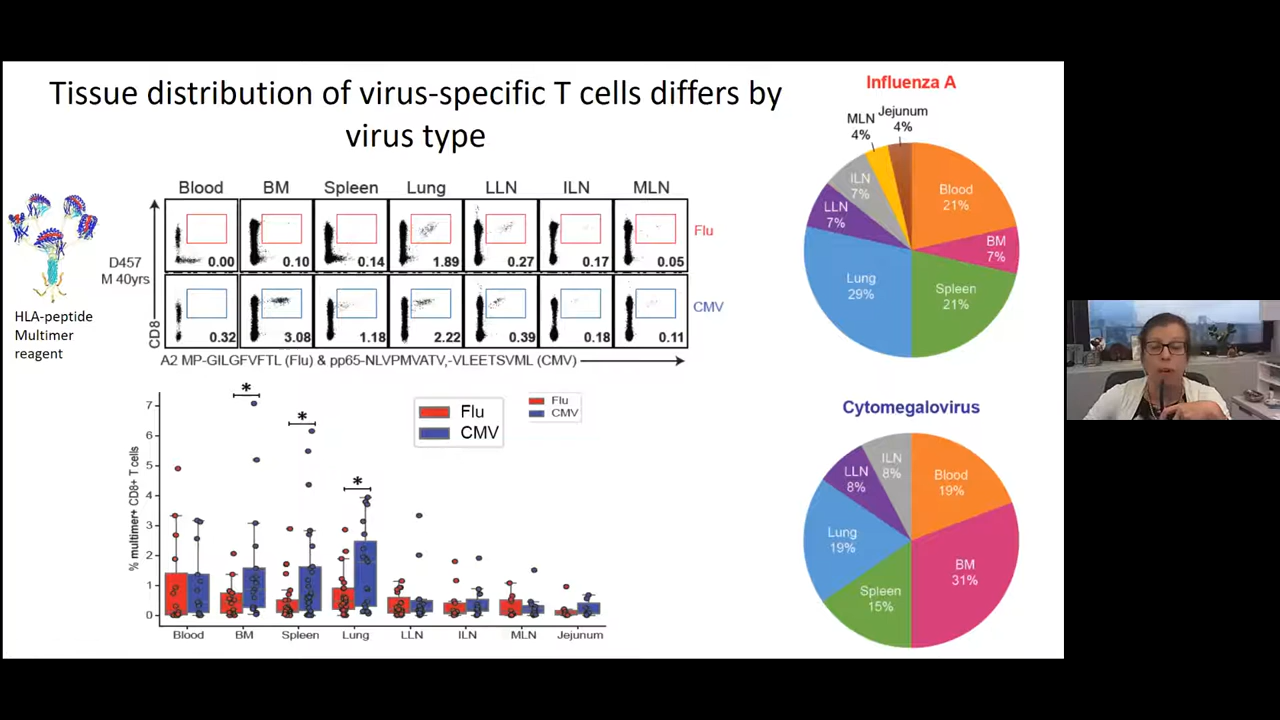 Tissue distribution of virus-specific T cells differs by
virus type
Blood BM Spleen Lung LLN ILN MLN
D457
M 40yrs
0.00 0.10 0.14 1.89 0.27 0.17 0.05
Flu
CD8
0.32 3.08 1.18 2.22 0.39 0.18 0.11
CMV
A2 MP-GILGFVFTL (Flu) & pp65-NLVPMVATV,-VLEETSVML (CMV)
HLA-peptide
Multimer
reagent
% multimer+ CD8+ T cells
7
6
5
4
3
2
1
0
* * *
Flu
CMV
Flu
CMV
Blood BM Spleen Lung LLN ILN MLN Jejunum
Influenza A
MLN
4%
Jejunum
4%
ILN
7%
Blood
21%
LLN
7%
BM
7%
Lung
29%
Spleen
21%
Cytomegalovirus
ILN
8%
LLN
8%
Blood
19%
Lung
19%
BM
31%
Spleen
15%